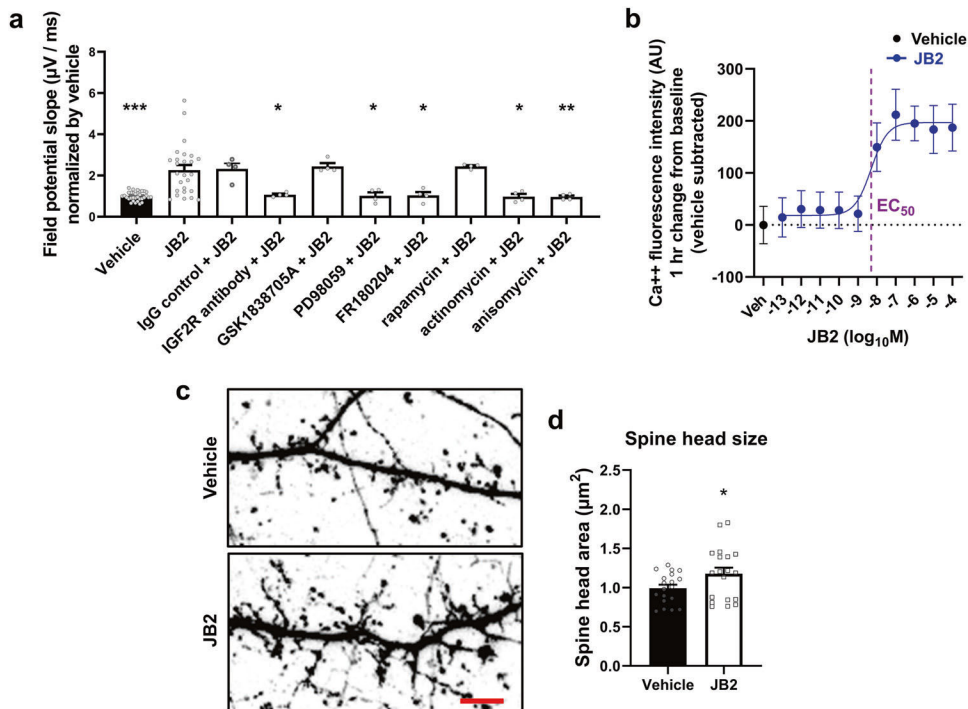 a
Field potential slope (µV / ms)
normalized by vehicle
8
6
4
2
0
***
*
*
*
*
**
Vehicle
JB2
IgG control + JB2
IGF2R antibody + JB2
GSK1838705A + JB2
PD98059 + JB2
FR180204 + JB2
rapamycin + JB2
actinomycin + JB2
anisomycin + JB2
b
Vehicle
JB2
Ca++ fluorescence intensity (AU)
1 hr change from baseline
(vehicle subtracted)
300
200
100
0
-100
EC50
Veh
-13
-12
-11
-10
-9
-8
-7
-6
-5
-4
JB2 (log10M)
c
Vehicle
JB2
d
Spine head size
Spine head area (µm²)
2.5
2.0
1.5
1.0
0.5
0.0
*
Vehicle
JB2